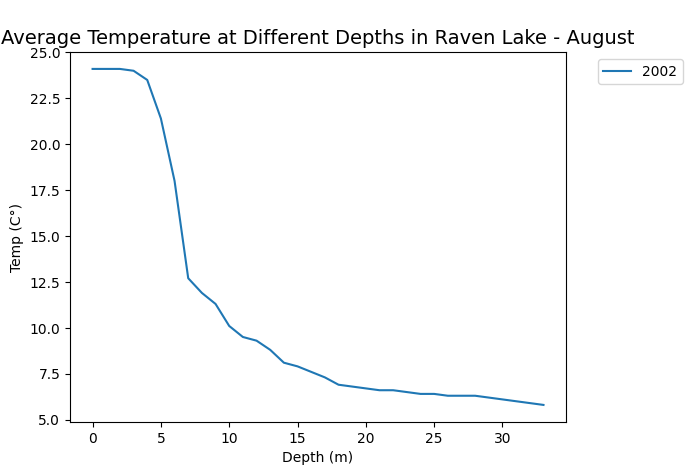 Average Temperature at Different Depths in Raven Lake - August
2002
25.0
22.5
20.0
17.5
15.0
12.5
10.0
7.5
5.0
Temp (C°)
0 5 10 15 20 25 30
Depth (m)